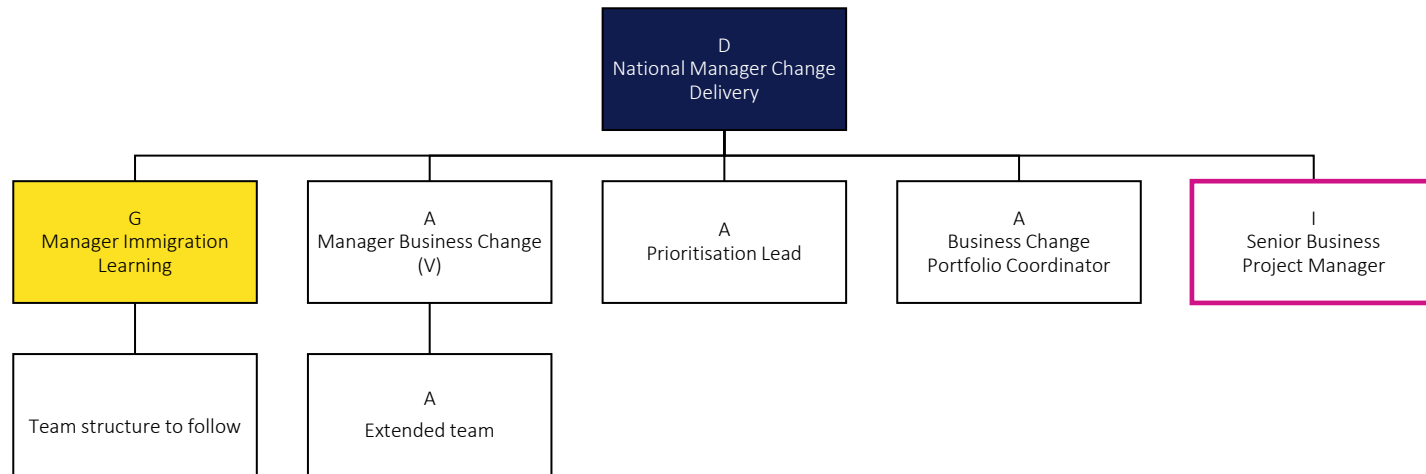 D
National Manager Change
Delivery
G
Manager Immigration
Learning
A
Manager Business Change
(V)
A
Prioritisation Lead
A
Business Change
Portfolio Coordinator
I
Senior Business
Project Manager
Team structure to follow
A
Extended team